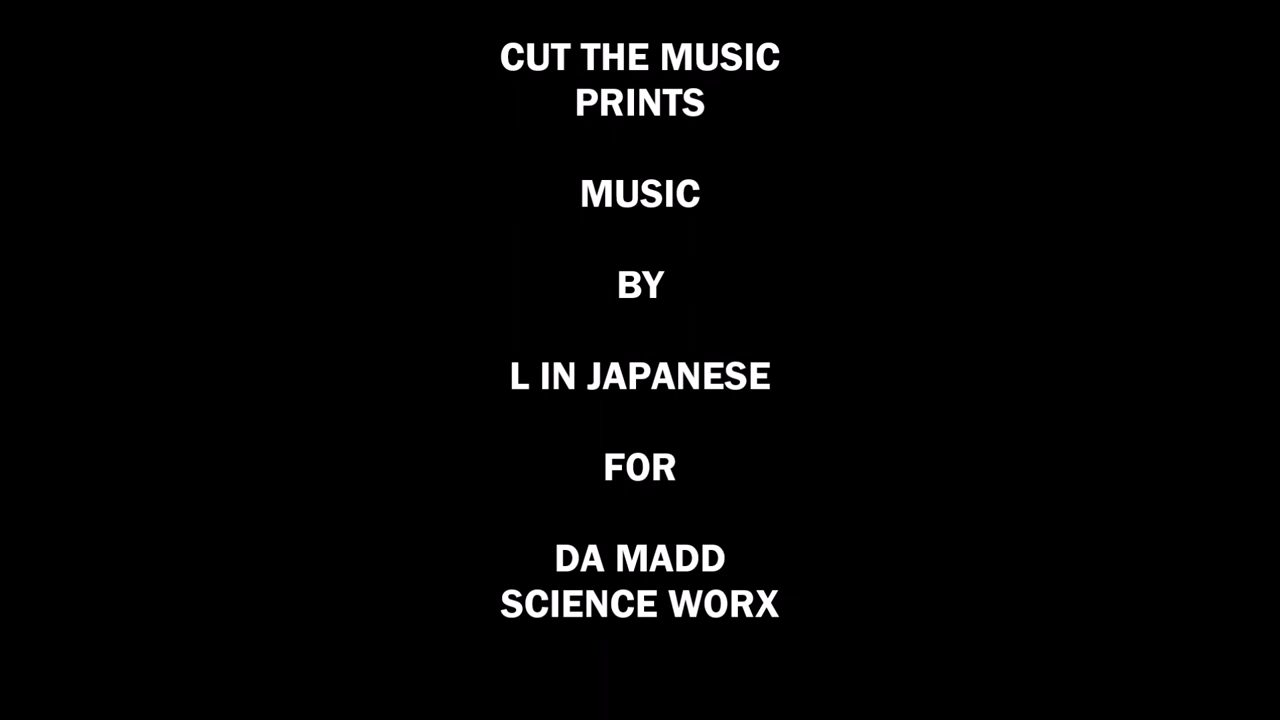 CUT THE MUSIC
PRINTS
MUSIC
BY
L IN JAPANESE
FOR
DA MADD
SCIENCE WORX